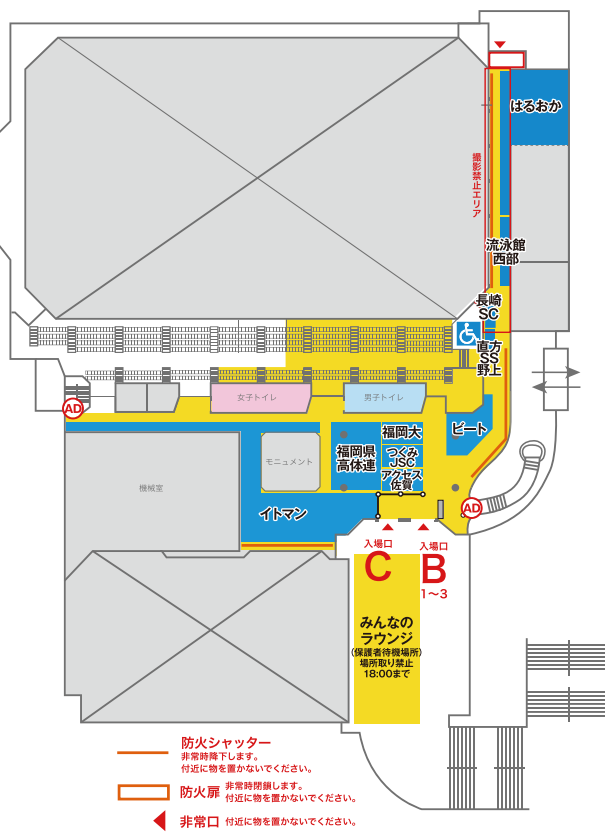 はるおか
撮影禁止エリア
流泳館
西部
長崎
SC
直方
SS
野上
AD
女子トイレ
男子トイレ
ビート
福岡大
福岡県
高体連
つくみ
JSC
アクセス
佐賀
モニュメント
機械室
イトマン
AD
入場口
C
入場口
B
1〜3
みんなの
ラウンジ
(保護者待機場所)
場所取り禁止
18:00まで
防火シャッター
非常時降下します。
付近に物を置かないでください。
防火扉
非常時閉鎖します。
付近に物を置かないでください。
非常口
付近に物を置かないでください。